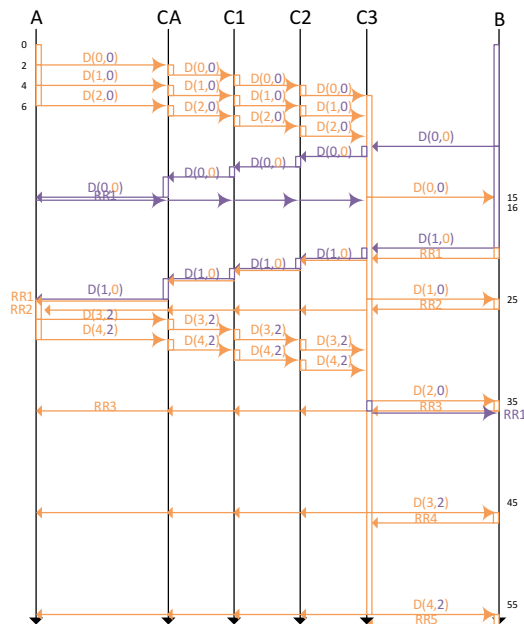 A CA C1 C2 C3 B
0
2 D(0,0) D(0,0) D(0,0) D(0,0)
4 D(1,0) D(1,0) D(1,0) D(1,0)
6 D(2,0) D(2,0) D(2,0) D(2,0)
D(0,0) D(0,0) D(0,0) D(0,0) D(0,0)
RR1 D(0,0) 15
16
D(1,0) D(1,0) D(1,0) D(1,0) D(1,0)
RR1
RR1 D(1,0) 25
RR2 RR2
D(3,2) D(3,2) D(3,2) D(3,2)
D(4,2) D(4,2) D(4,2) D(4,2)
D(2,0) 35
RR3 RR3 RR1
D(3,2) 45
RR4
D(4,2) 55
RR5